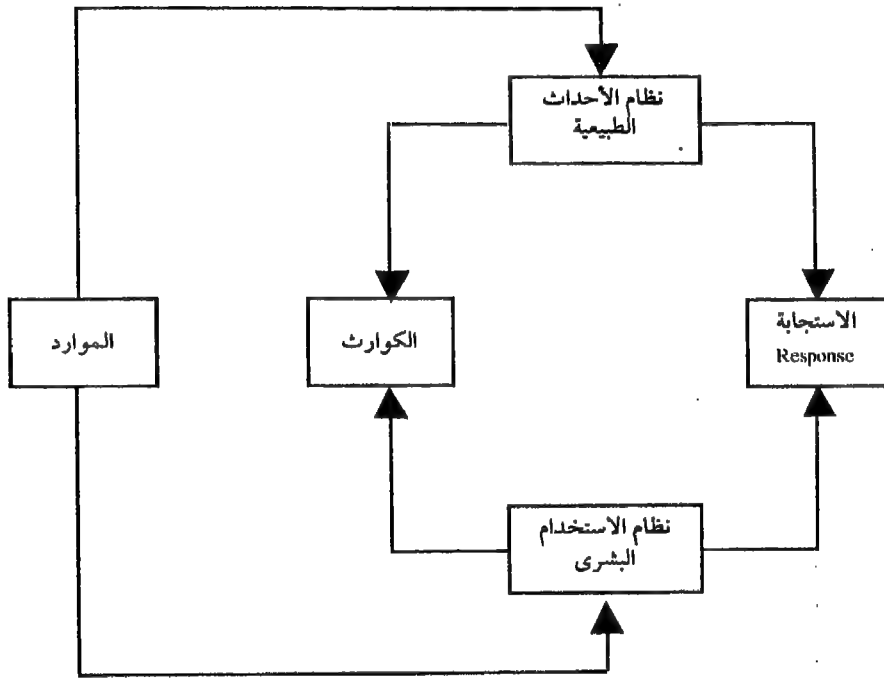 نظام الأحداث
الطبيعية
الاستجابة
Response
الكوارث
الموارد
نظام الاستخدام
البشرى